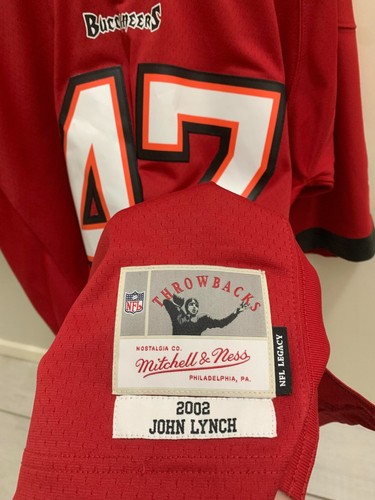 BUCCANEERS
47
THROWBACKS
NFL
NOSTALGIA CO.
Mitchell & Ness
PHILADELPHIA, PA.
NFL LEGACY
2002
JOHN LYNCH